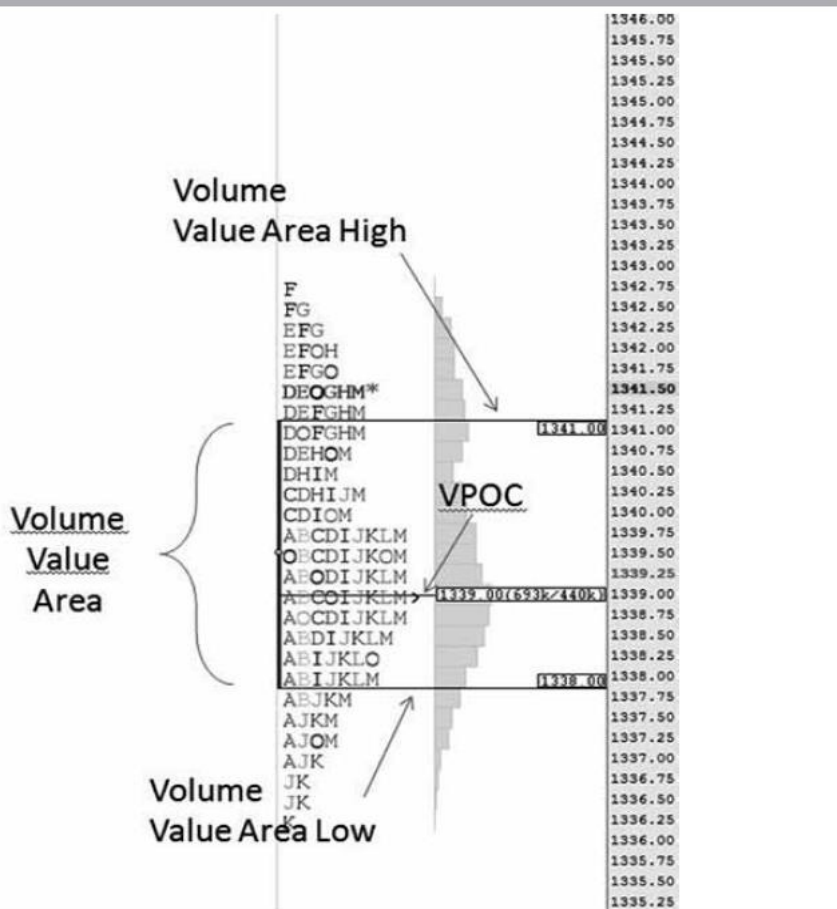 Volume
Value Area High
Volume
Value
Area
Volume
Value Area Low
F
FG
EFG
EFOH
EFGO
DEOGHM*
DEFGHM
DOFGHM
DEHOM
DHIM
CDHIJM
CDIOM
ABCDIJKLM
OBCDIJKOM
ABODIJKLM
ABCOIJKLM
AOCDIJKLM
ABDIJKLM
ABIJKLO
ABIJKLM
ABJKM
AJKM
AJOM
AJK
JK
JK
K
VPOC
1341.00
1339.00(693k/440k)
1338.00
1346.00
1345.75
1345.50
1345.25
1345.00
1344.75
1344.50
1344.25
1344.00
1343.75
1343.50
1343.25
1343.00
1342.75
1342.50
1342.25
1342.00
1341.75
1341.50
1341.25
1341.00
1340.75
1340.50
1340.25
1340.00
1339.75
1339.50
1339.25
1339.00
1338.75
1338.50
1338.25
1338.00
1337.75
1337.50
1337.25
1337.00
1336.75
1336.50
1336.25
1336.00
1335.75
1335.50
1335.25